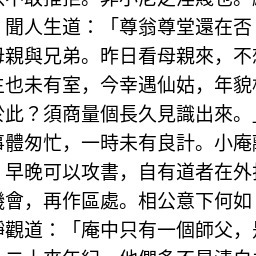 聞人生道：「尊翁尊堂還在否
母親與兄弟。昨日看母親來，不
生也未有室，今幸遇仙姑，年貌
於此？須商量個長久見識出來。
事體匆忙，一時未有良計。小庵
早晚可以攻書，自有道者在外
機會，再作區處。相公意下何如
靜觀道：「庵中只有一個師父，